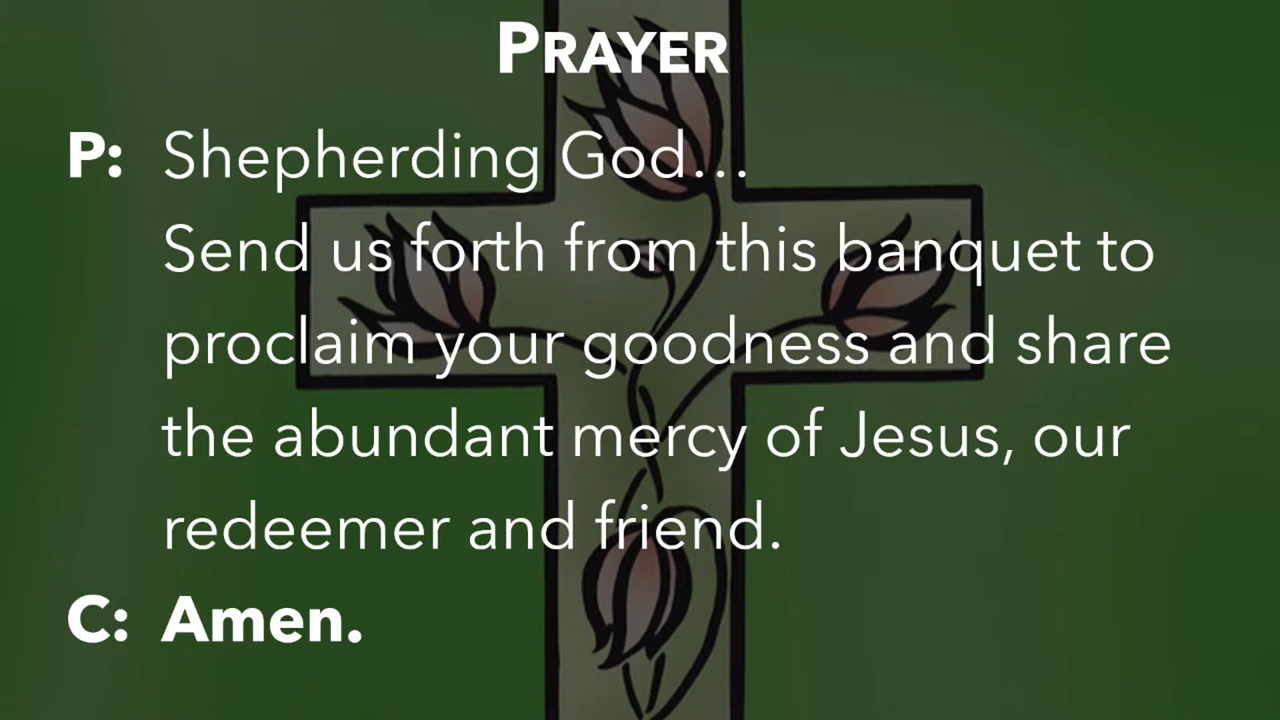 PRAYER
P: Shepherding God…
Send us forth from this banquet to
proclaim your goodness and share
the abundant mercy of Jesus, our
redeemer and friend.
C: Amen.